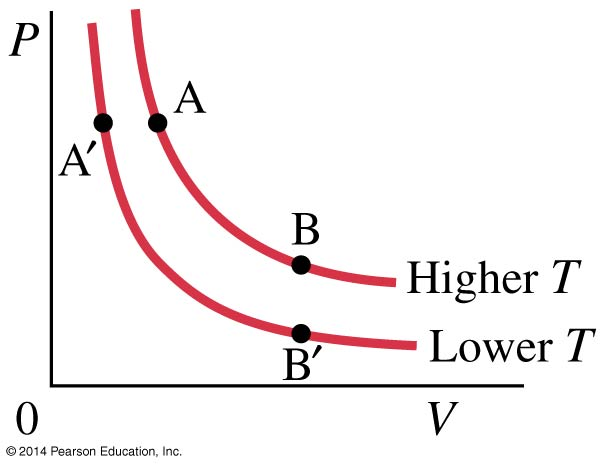 P
A
A′
B
Higher T
Lower T
B′
0
V
© 2014 Pearson Education, Inc.